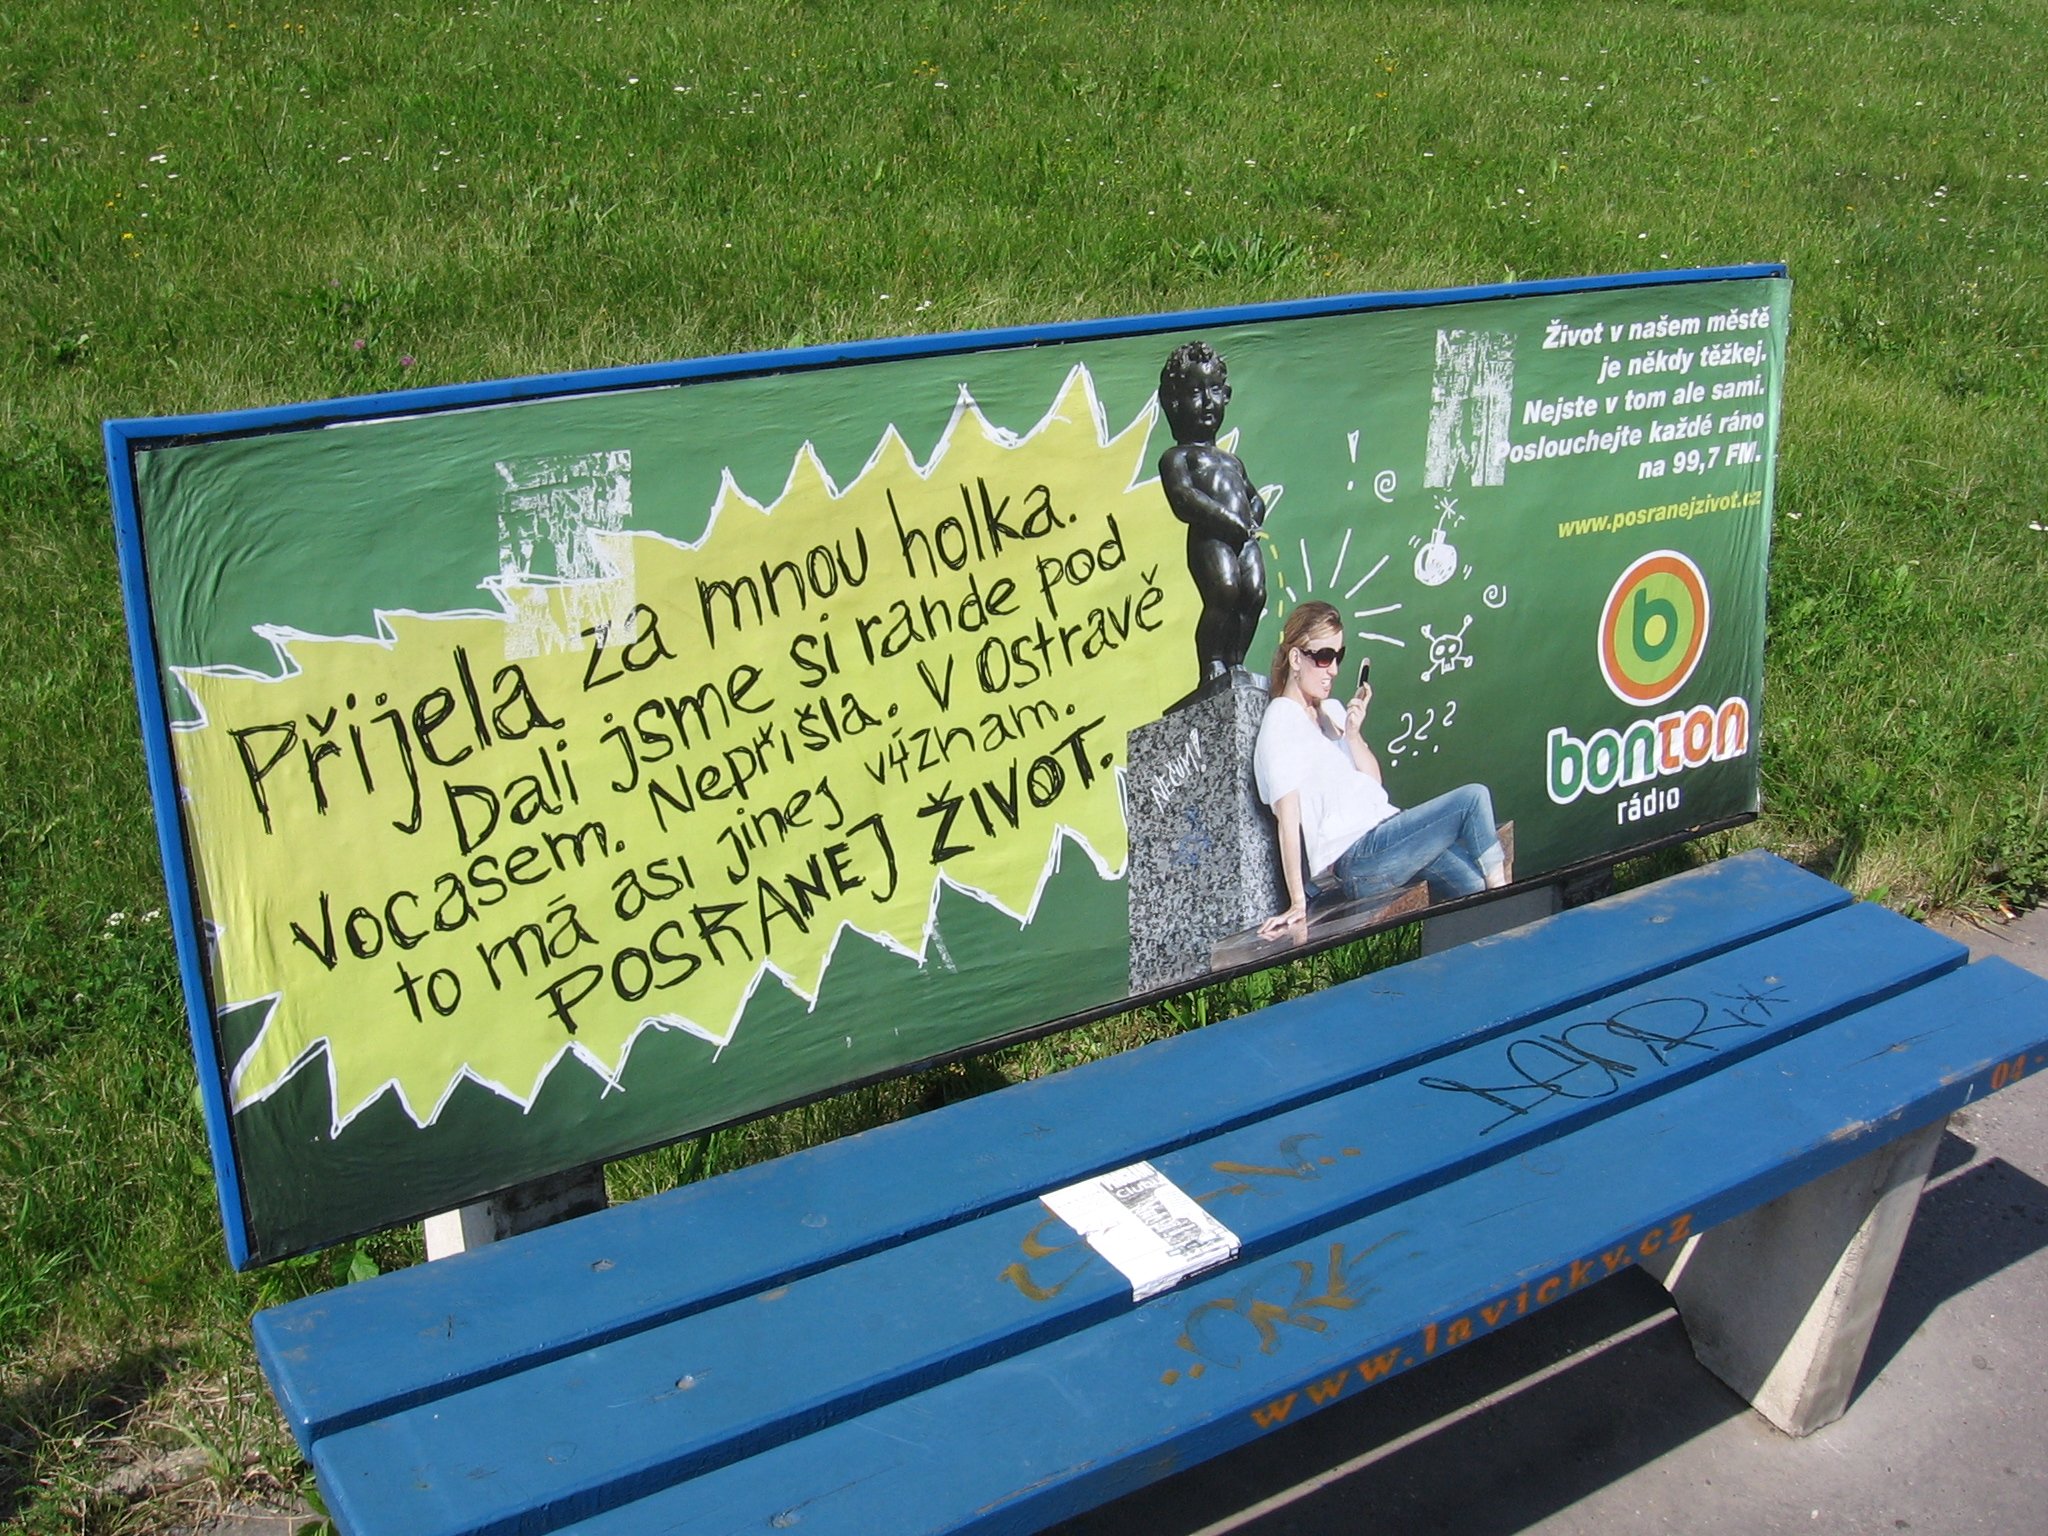 Přijela za mnou holka.
Dali jsme si rande pod
vocasem. Nepřišla. V Ostravě
to má asi jinej význam.
POSRANEJ ŽIVOT.
NEČUM!
! @
??? 
Život v našem městě
je někdy těžkej.
Nejste v tom ale sami.
Poslouchejte každé ráno
na 99,7 FM.
www.posranejzivot.cz
b
bonton
rádio
www.lavicky.cz
04